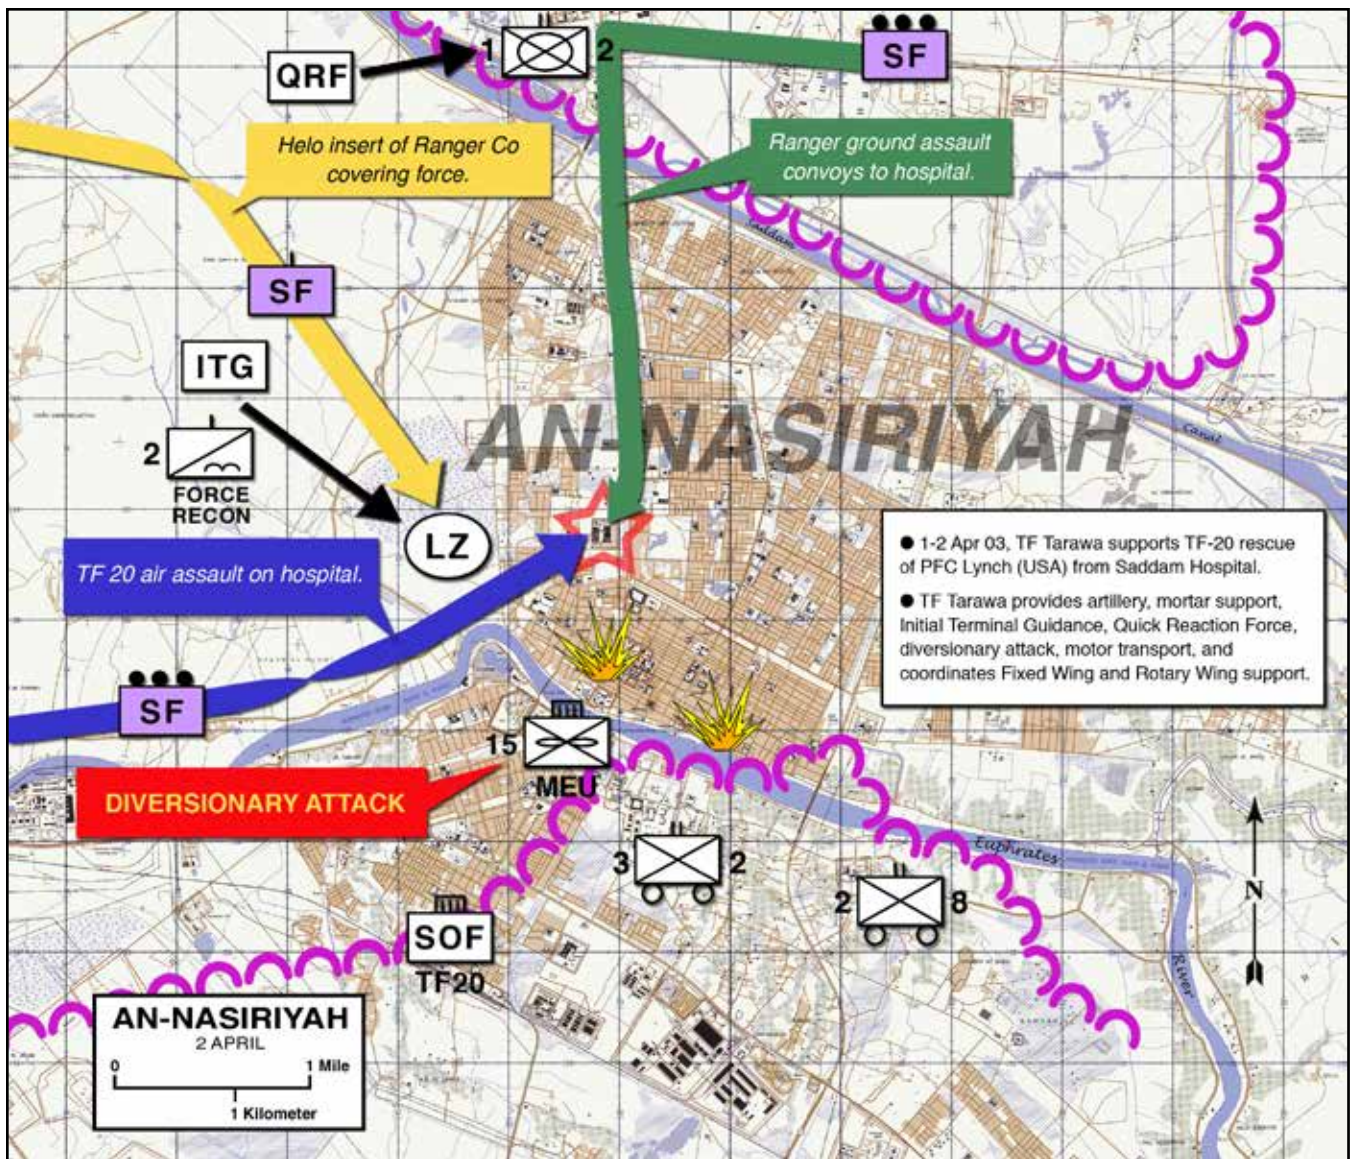 1
2
SF
QRF
Helo insert of Ranger Co
covering force.
Ranger ground assault
convoys to hospital.
Saddam
SF
ITG
2
FORCE
RECON
AN-NASIRIYAH
Canal
LZ
TF 20 air assault on hospital.
● 1-2 Apr 03, TF Tarawa supports TF-20 rescue
of PFC Lynch (USA) from Saddam Hospital.
● TF Tarawa provides artillery, mortar support,
Initial Terminal Guidance, Quick Reaction Force,
diversionary attack, motor transport, and
coordinates Fixed Wing and Rotary Wing support.
SF
15
MEU
DIVERSIONARY ATTACK
3
2
Euphrates
River
2
8
N
SOF
TF20
AN-NASIRIYAH
2 APRIL
0
1 Mile
1 Kilometer